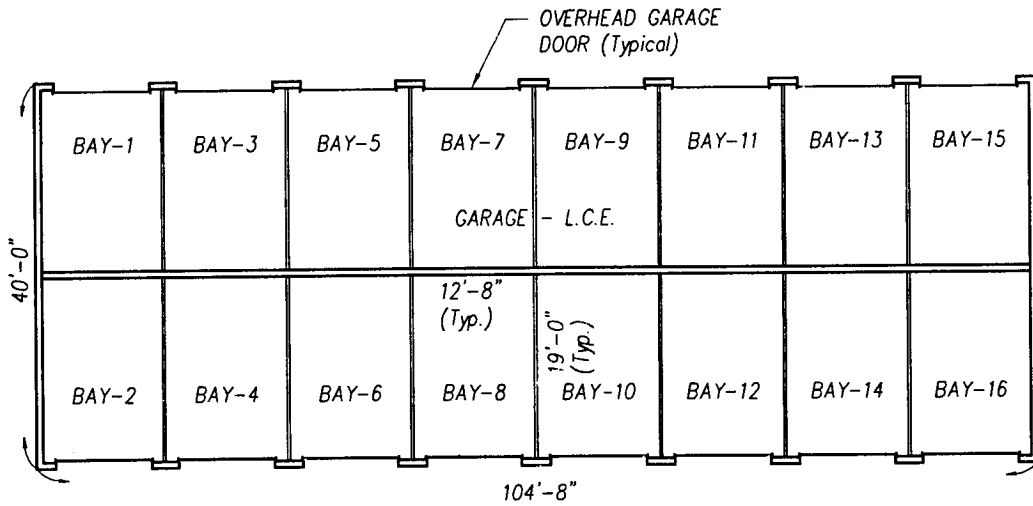 OVERHEAD GARAGE
DOOR (Typical)
BAY-1
BAY-3
BAY-5
BAY-7
BAY-9
BAY-11
BAY-13
BAY-15
GARAGE - L.C.E.
40'-0"
12'-8"
(Typ.)
19'-0"
(Typ.)
BAY-2
BAY-4
BAY-6
BAY-8
BAY-10
BAY-12
BAY-14
BAY-16
104'-8"